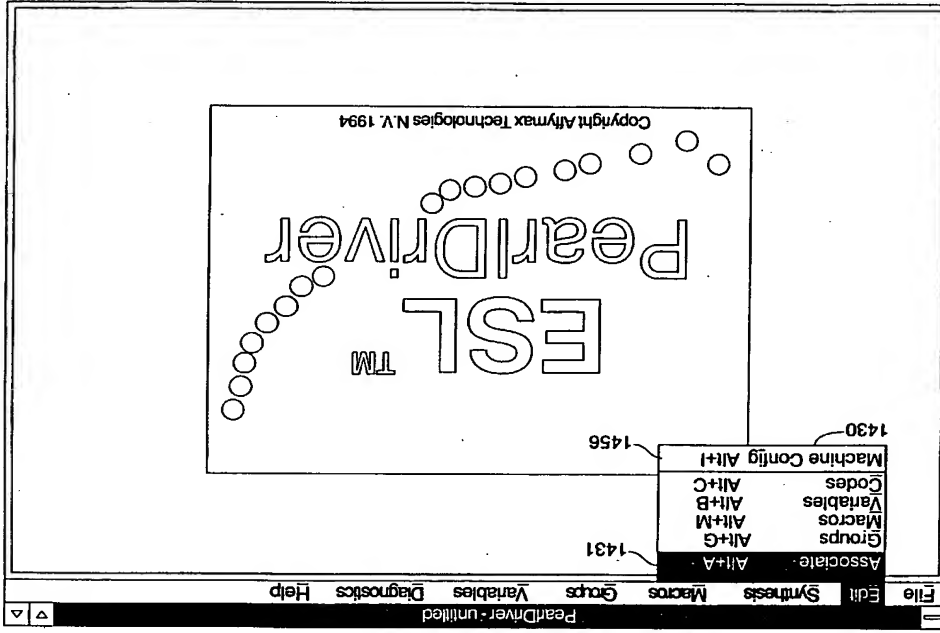 PearlDriver - untitled
File Edit Synthesis Macros Groups Variables Diagnostics Help
Associate Alt+A
Groups Alt+G
Macros Alt+M
Variables Alt+B
Codes Alt+C
Machine Config Alt+I
1431
1456
1430
ESL TM
PearlDriver
Copyright Affymax Technologies N.V. 1994